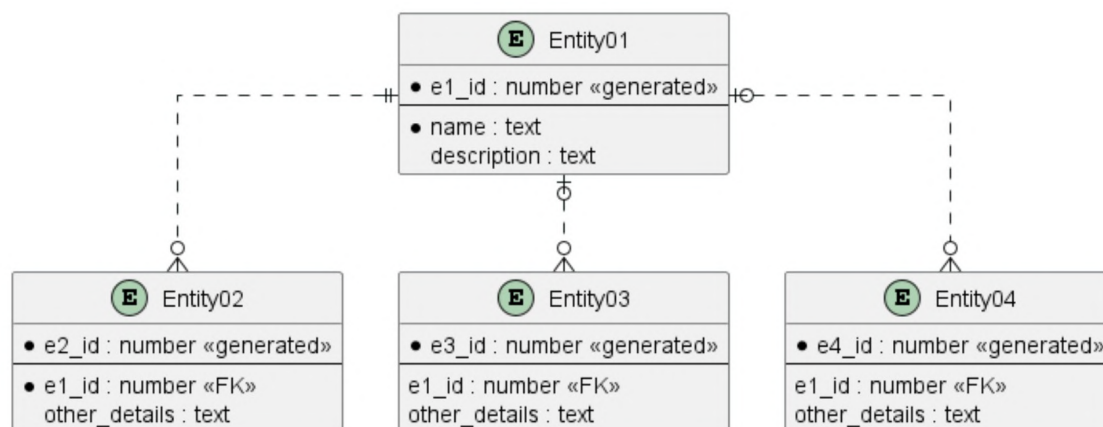 E Entity01
● e1_id : number «generated»
● name : text
description : text
E Entity02
● e2_id : number «generated»
● e1_id : number «FK»
other_details : text
E Entity03
● e3_id : number «generated»
e1_id : number «FK»
other_details : text
E Entity04
● e4_id : number «generated»
e1_id : number «FK»
other_details : text